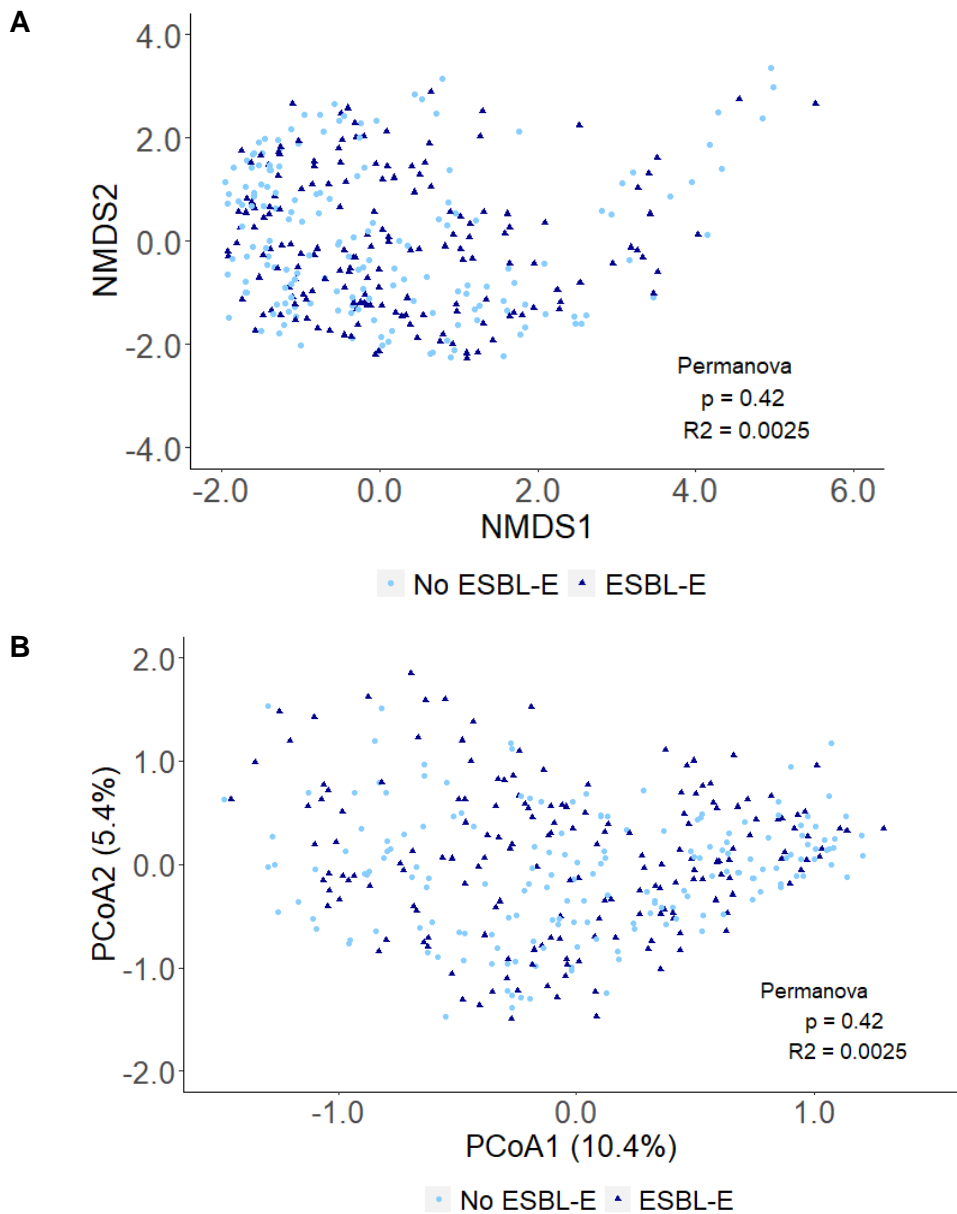 A
4.0
2.0
0.0
-2.0
-4.0
NMDS2
Permanova
p = 0.42
R2 = 0.0025
-2.0 0.0 2.0 4.0 6.0
NMDS1
No ESBL-E ESBL-E
B
2.0
1.0
0.0
-1.0
-2.0
PCoA2 (5.4%)
Permanova
p = 0.42
R2 = 0.0025
-1.0 0.0 1.0
PCoA1 (10.4%)
No ESBL-E ESBL-E